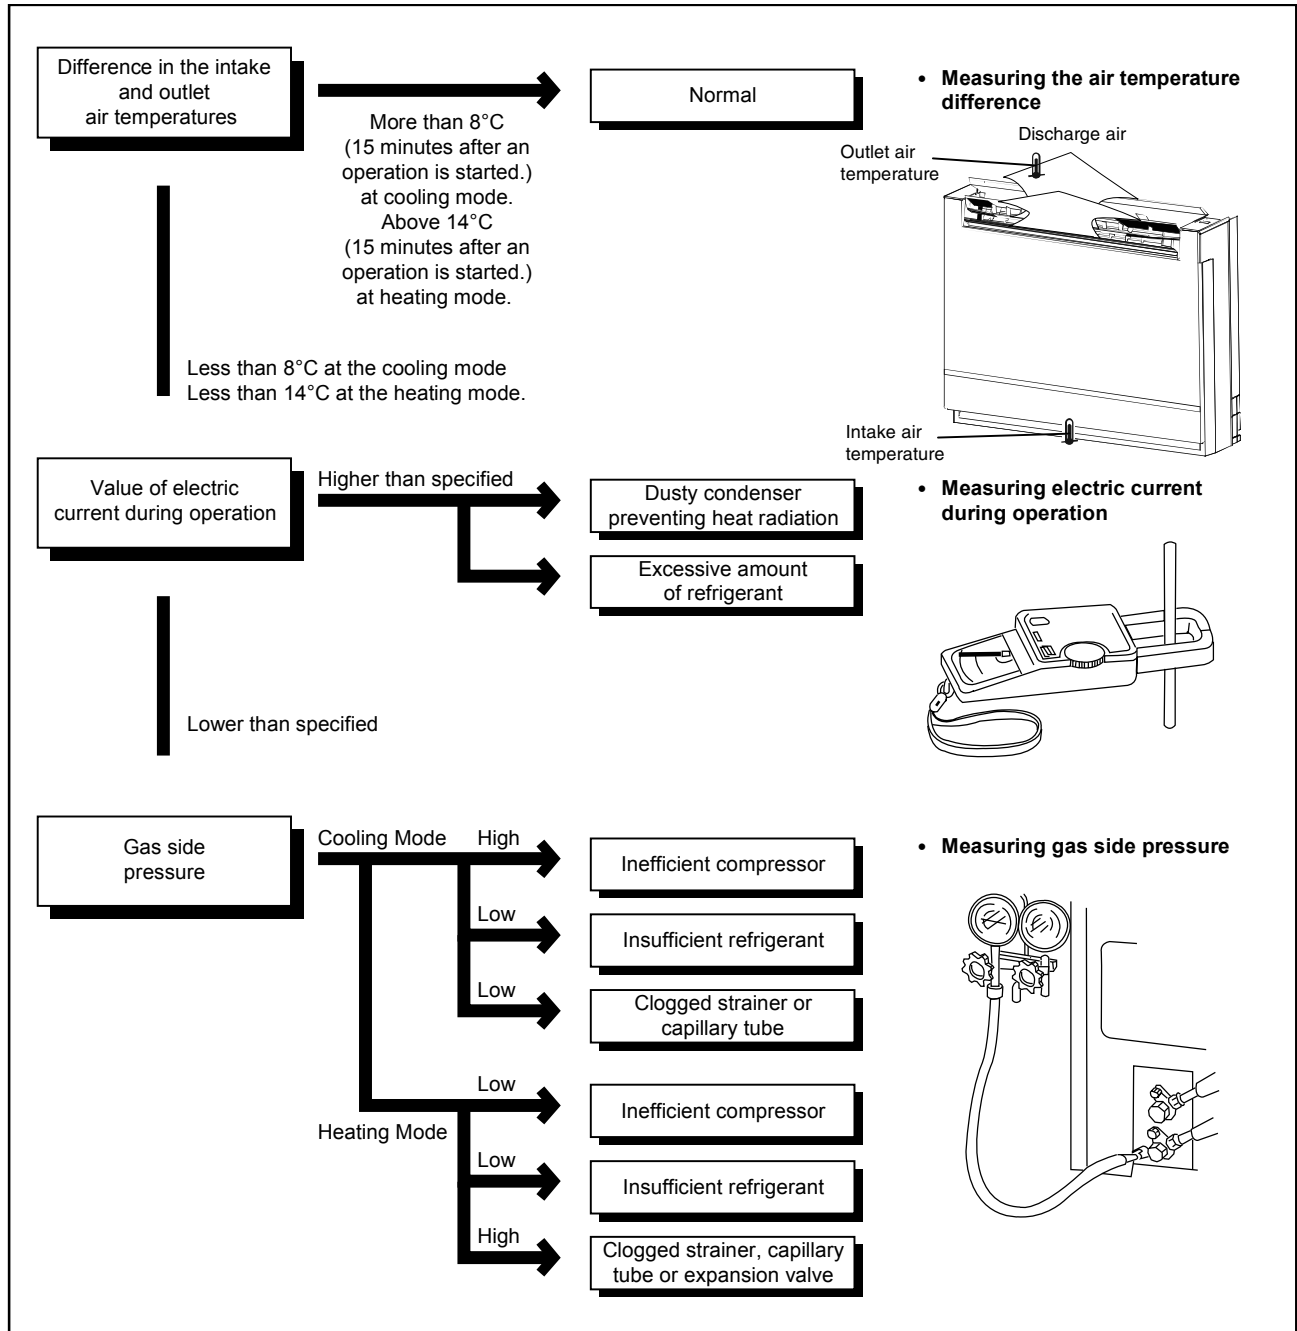 Difference in the intake
and outlet
air temperatures
More than 8°C
(15 minutes after an
operation is started.)
at cooling mode.
Above 14°C
(15 minutes after an
operation is started.)
at heating mode.
Normal
• Measuring the air temperature
difference
Discharge air
Outlet air
temperature
Intake air
temperature
Less than 8°C at the cooling mode
Less than 14°C at the heating mode.
Value of electric
current during operation
Higher than specified
Dusty condenser
preventing heat radiation
Excessive amount
of refrigerant
• Measuring electric current
during operation
Lower than specified
Gas side
pressure
Cooling Mode
High
Inefficient compressor
Low
Insufficient refrigerant
Low
Clogged strainer or
capillary tube
Heating Mode
Low
Inefficient compressor
Low
Insufficient refrigerant
High
Clogged strainer, capillary
tube or expansion valve
• Measuring gas side pressure